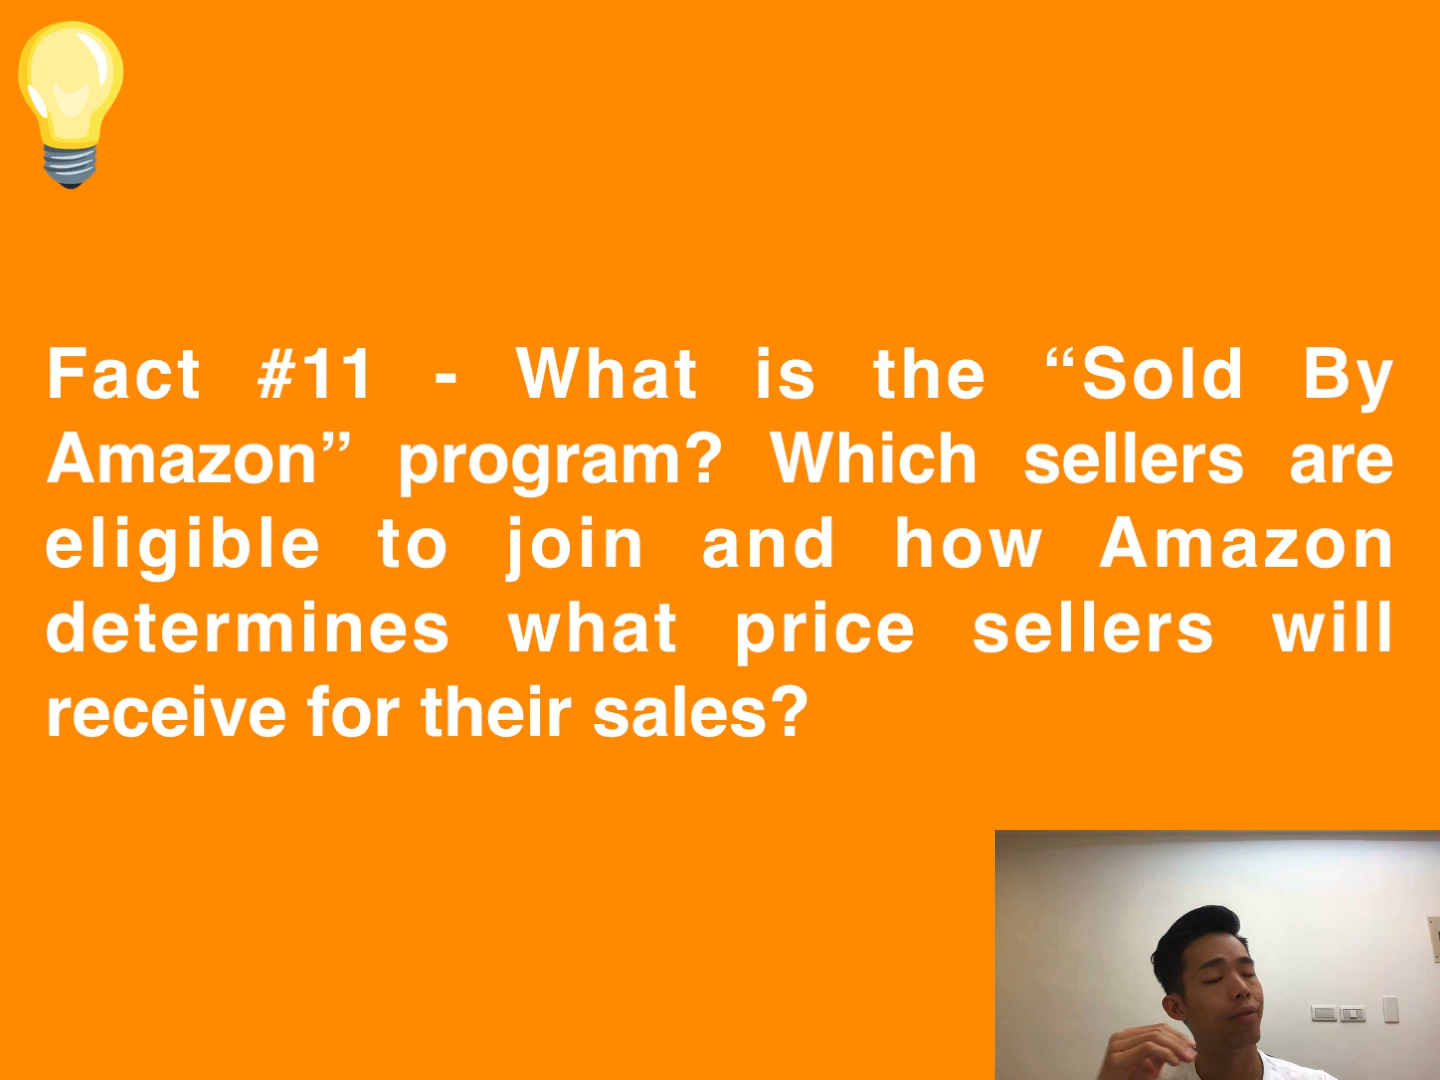 Fact #11 - What is the “Sold By
Amazon” program? Which sellers are
eligible to join and how Amazon
determines what price sellers will
receive for their sales?